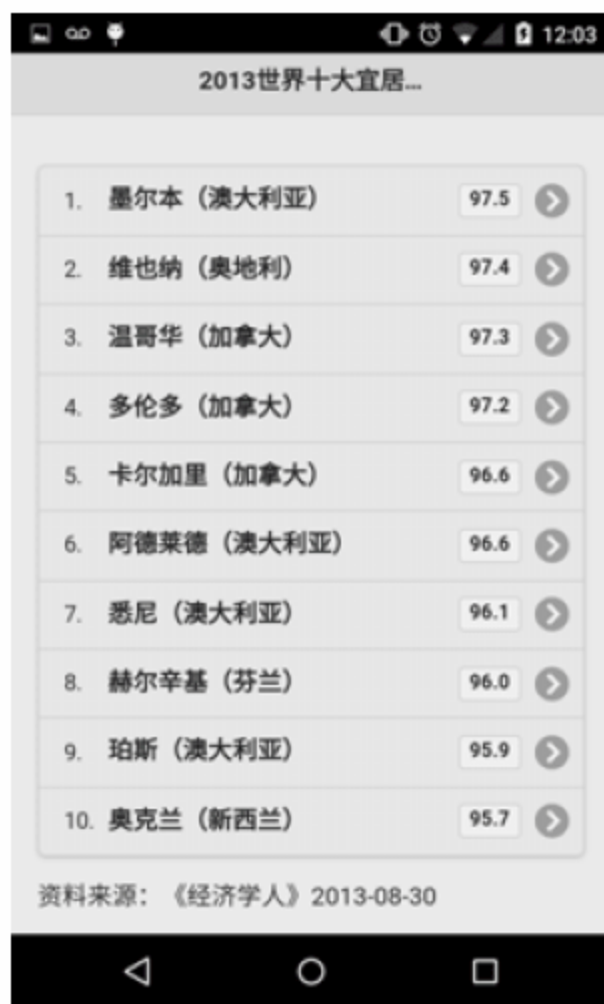 12:03
2013世界十大宜居...
1. 墨尔本（澳大利亚） 97.5
2. 维也纳（奥地利） 97.4
3. 温哥华（加拿大） 97.3
4. 多伦多（加拿大） 97.2
5. 卡尔加里（加拿大） 96.6
6. 阿德莱德（澳大利亚） 96.6
7. 悉尼（澳大利亚） 96.1
8. 赫尔辛基（芬兰） 96.0
9. 珀斯（澳大利亚） 95.9
10. 奥克兰（新西兰） 95.7
资料来源：《经济学人》2013-08-30